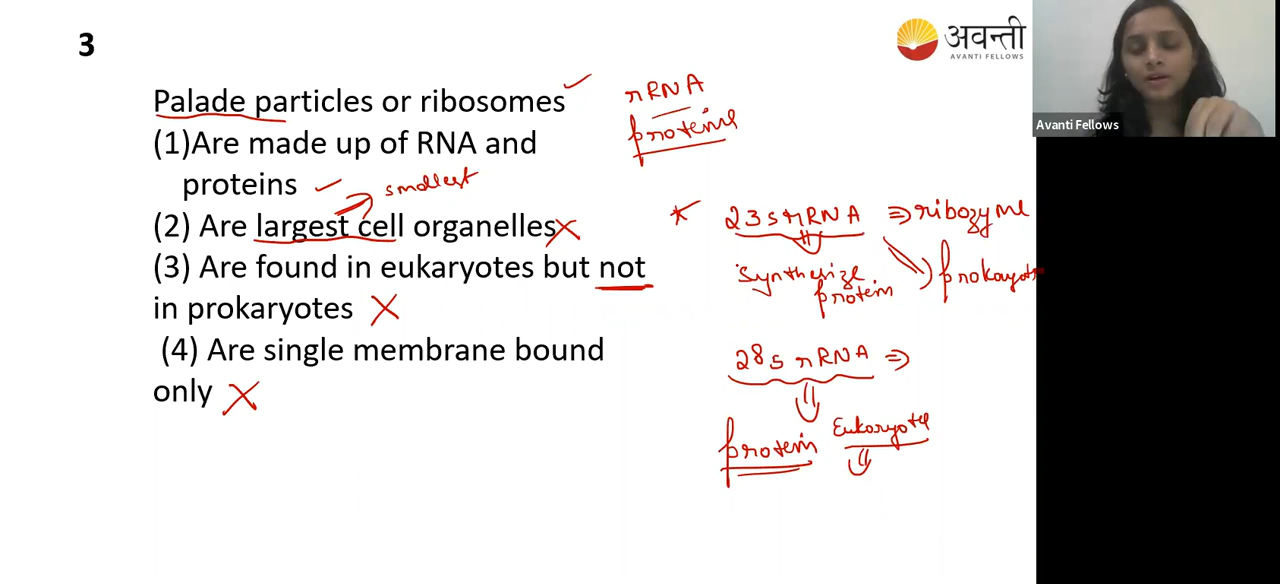 3
अवन्ती
AVANTI FELLOWS
Avanti Fellows
Palade particles or ribosomes
(1)Are made up of RNA and
proteins
(2) Are largest cell organelles
(3) Are found in eukaryotes but not
in prokaryotes
(4) Are single membrane bound
only
rRNA
proteins
smallest
23s rRNA ⇒ ribozyme
Synthesize
protein
prokaryote
28s rRNA ⇒
protein
Eukaryotes